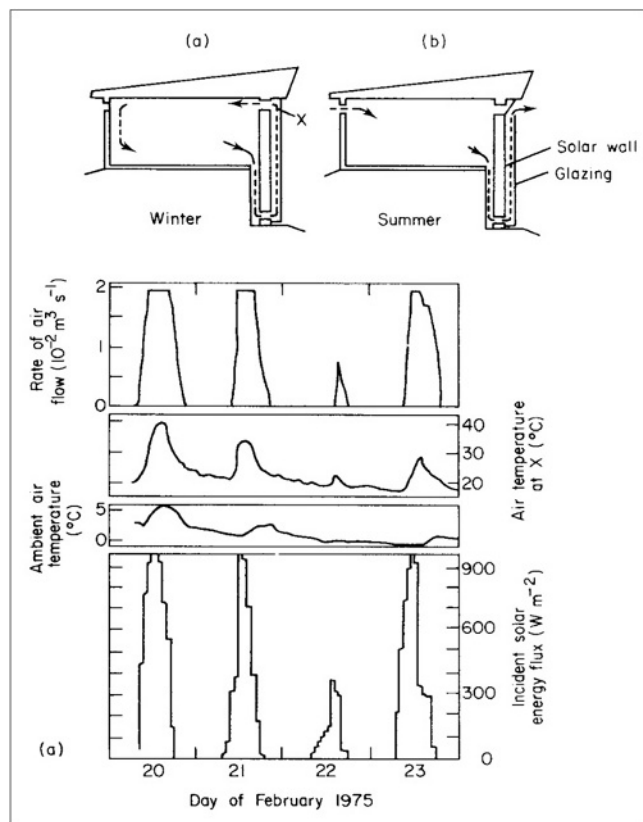 (a)
(b)
X
Solar wall
Glazing
Winter
Summer
Rate of air
flow (10⁻² m³ s⁻¹)
2
1
0
Air temperature
at X (°C)
40
30
20
Ambient air
temperature
(°C)
5
0
Incident solar
energy flux (W m⁻²)
900
600
300
0
(a)
20
21
22
23
Day of February 1975